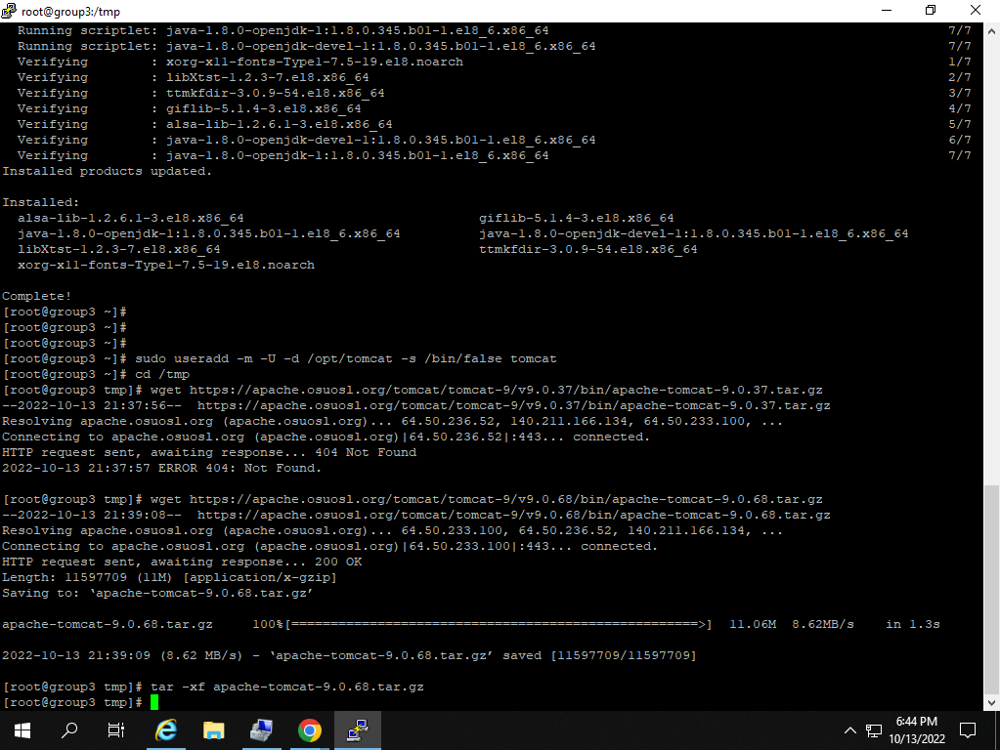 root@group3:/tmp
  Running scriptlet: java-1.8.0-openjdk-1:1.8.0.345.b01-1.el8_6.x86_64 7/7
  Running scriptlet: java-1.8.0-openjdk-devel-1:1.8.0.345.b01-1.el8_6.x86_64 7/7
  Verifying        : xorg-x11-fonts-Type1-7.5-19.el8.noarch 1/7
  Verifying        : libXtst-1.2.3-7.el8.x86_64 2/7
  Verifying        : ttmkfdir-3.0.9-54.el8.x86_64 3/7
  Verifying        : giflib-5.1.4-3.el8.x86_64 4/7
  Verifying        : alsa-lib-1.2.6.1-3.el8.x86_64 5/7
  Verifying        : java-1.8.0-openjdk-devel-1:1.8.0.345.b01-1.el8_6.x86_64 6/7
  Verifying        : java-1.8.0-openjdk-1:1.8.0.345.b01-1.el8_6.x86_64 7/7
Installed products updated.
Installed:
  alsa-lib-1.2.6.1-3.el8.x86_64 giflib-5.1.4-3.el8.x86_64
  java-1.8.0-openjdk-1:1.8.0.345.b01-1.el8_6.x86_64 java-1.8.0-openjdk-devel-1:1.8.0.345.b01-1.el8_6.x86_64
  libXtst-1.2.3-7.el8.x86_64 ttmkfdir-3.0.9-54.el8.x86_64
  xorg-x11-fonts-Type1-7.5-19.el8.noarch
Complete!
[root@group3 ~]#
[root@group3 ~]#
[root@group3 ~]#
[root@group3 ~]# sudo useradd -m -U -d /opt/tomcat -s /bin/false tomcat
[root@group3 ~]# cd /tmp
[root@group3 tmp]# wget https://apache.osuosl.org/tomcat/tomcat-9/v9.0.37/bin/apache-tomcat-9.0.37.tar.gz
--2022-10-13 21:37:56--  https://apache.osuosl.org/tomcat/tomcat-9/v9.0.37/bin/apache-tomcat-9.0.37.tar.gz
Resolving apache.osuosl.org (apache.osuosl.org)... 64.50.236.52, 140.211.166.134, 64.50.233.100, ...
Connecting to apache.osuosl.org (apache.osuosl.org)|64.50.236.52|:443... connected.
HTTP request sent, awaiting response... 404 Not Found
2022-10-13 21:37:57 ERROR 404: Not Found.
[root@group3 tmp]# wget https://apache.osuosl.org/tomcat/tomcat-9/v9.0.68/bin/apache-tomcat-9.0.68.tar.gz
--2022-10-13 21:39:08--  https://apache.osuosl.org/tomcat/tomcat-9/v9.0.68/bin/apache-tomcat-9.0.68.tar.gz
Resolving apache.osuosl.org (apache.osuosl.org)... 64.50.233.100, 64.50.236.52, 140.211.166.134, ...
Connecting to apache.osuosl.org (apache.osuosl.org)|64.50.233.100|:443... connected.
HTTP request sent, awaiting response... 200 OK
Length: 11597709 (11M) [application/x-gzip]
Saving to: ‘apache-tomcat-9.0.68.tar.gz’
apache-tomcat-9.0.68.tar.gz     100%[====================================================>]  11.06M  8.62MB/s    in 1.3s
2022-10-13 21:39:09 (8.62 MB/s) - ‘apache-tomcat-9.0.68.tar.gz’ saved [11597709/11597709]
[root@group3 tmp]# tar -xf apache-tomcat-9.0.68.tar.gz
[root@group3 tmp]#
6:44 PM
10/13/2022